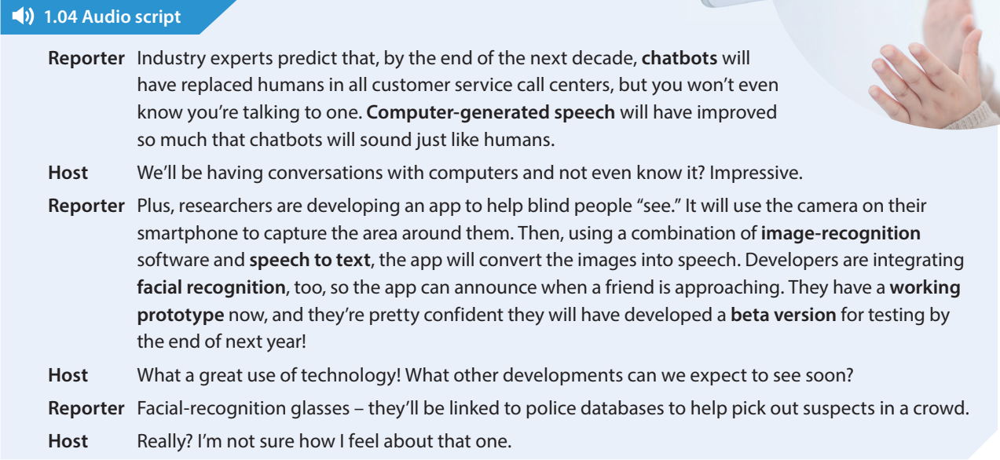 1.04 Audio script
Reporter Industry experts predict that, by the end of the next decade, chatbots will
have replaced humans in all customer service call centers, but you won’t even
know you’re talking to one. Computer-generated speech will have improved
so much that chatbots will sound just like humans.
Host We’ll be having conversations with computers and not even know it? Impressive.
Reporter Plus, researchers are developing an app to help blind people “see.” It will use the camera on their
smartphone to capture the area around them. Then, using a combination of image-recognition
software and speech to text, the app will convert the images into speech. Developers are integrating
facial recognition, too, so the app can announce when a friend is approaching. They have a working
prototype now, and they’re pretty confident they will have developed a beta version for testing by
the end of next year!
Host What a great use of technology! What other developments can we expect to see soon?
Reporter Facial-recognition glasses – they’ll be linked to police databases to help pick out suspects in a crowd.
Host Really? I’m not sure how I feel about that one.